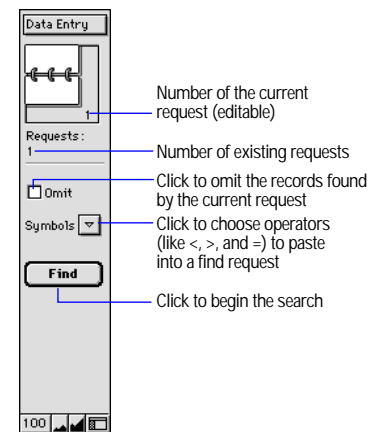 Data Entry
1
Number of the current
request (editable)
Requests:
1
Number of existing requests
Click to omit the records found
by the current request
Omit
Symbols
Click to choose operators
(like <, >, and =) to paste
into a find request
Find
Click to begin the search
100